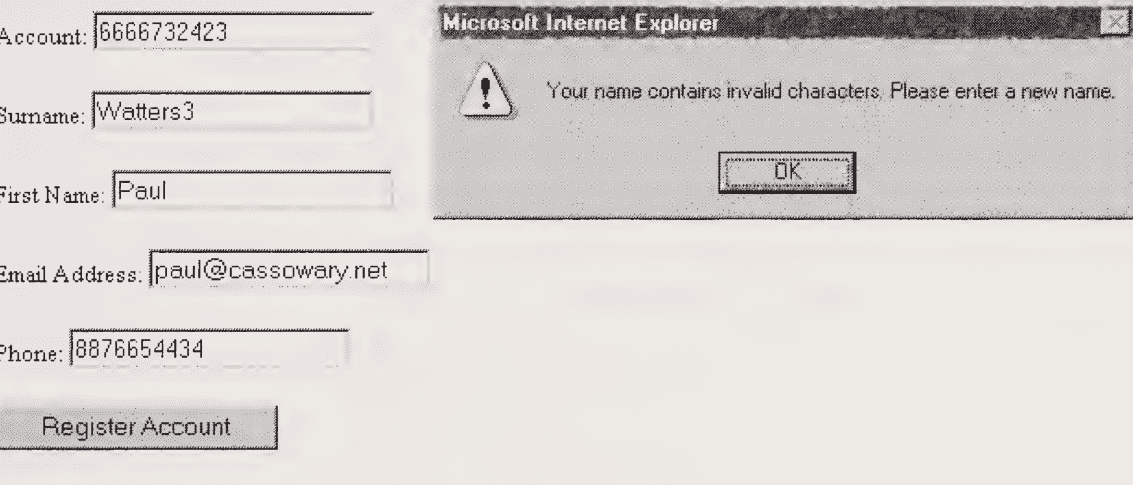 Account: 6666732423
Surname: Watters3
First Name: Paul
Email Address: paul@cassowary.net
Phone: 8876654434
Register Account
Microsoft Internet Explorer
Your name contains invalid characters. Please enter a new name.
OK